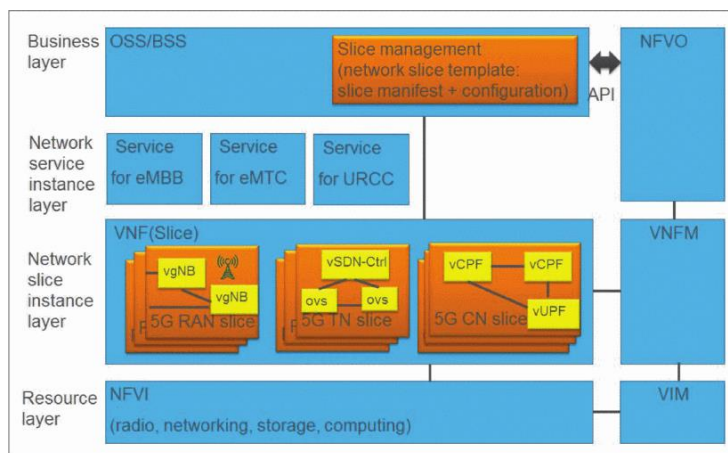 Business
layer
OSS/BSS
Slice management
(network slice template:
slice manifest + configuration)
API
NFVO
Network
service
instance
layer
Service
for eMBB
Service
for eMTC
Service
for URCC
Network
slice
instance
layer
VNF(Slice)
vgNB
vgNB
5G RAN slice
vSDN-Ctrl
ovs
ovs
5G TN slice
vCPF
vCPF
vUPF
5G CN slice
VNFM
Resource
layer
NFVI
(radio, networking, storage, computing)
VIM